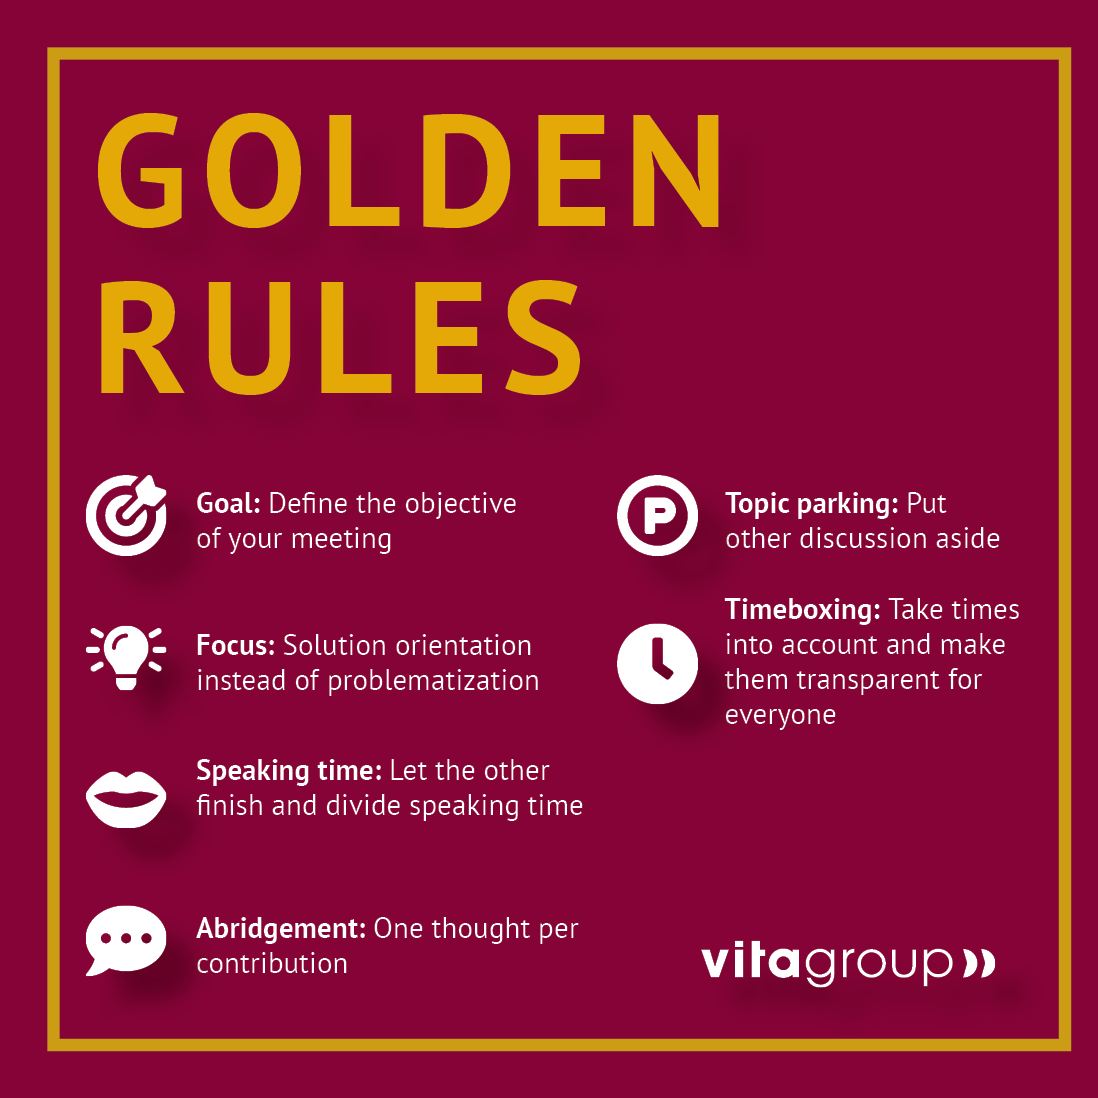 GOLDEN
RULES
Goal: Define the objective
of your meeting
Focus: Solution orientation
instead of problematization
Speaking time: Let the other
finish and divide speaking time
Abridgement: One thought per
contribution
P
Topic parking: Put
other discussion aside
Timeboxing: Take times
into account and make
them transparent for
everyone
vitagroup